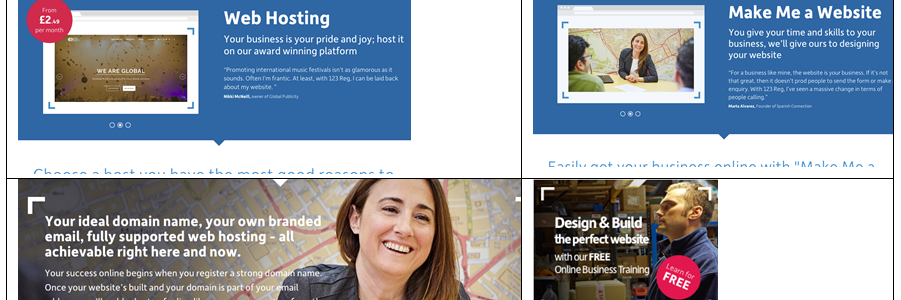 From
£2.49
per month
WE ARE GLOBAL
Web Hosting
Your business is your pride and joy; host it
on our award winning platform
"Promoting international music festivals isn't as glamorous as it
sounds. Often I'm frantic. At least, with 123 Reg, I can be laid back
about my website. "
Nikki McNeill, owner of Global Publicity
Choose a host you have the most good reasons to
Make Me a Website
You give your time and skills to your
business, we'll give ours to designing
your website
"For a business like mine, the website is your business. If it's not
that great, then it doesn't prod people to send the form or make an
enquiry. With 123 Reg, I've seen a massive change in terms of
people calling."
Marta Alvarez, Founder of Spanish Connection
Easily get your business online with "Make Me a
Your ideal domain name, your own branded
email, fully supported web hosting - all
achievable right here and now.
Your success online begins when you register a strong domain name.
Once your website's built and your domain is part of your email
Design & Build
the perfect website
with our FREE
Online Business Training
Learn for
FREE